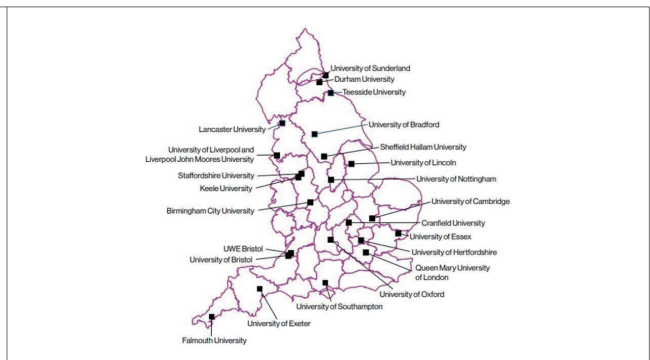 University of Sunderland
Durham University
Teesside University
Lancaster University
University of Bradford
University of Liverpool and
Liverpool John Moores University
Sheffield Hallam University
University of Lincoln
Staffordshire University
Keele University
University of Nottingham
Birmingham City University
University of Cambridge
Cranfield University
University of Essex
UWE Bristol
University of Bristol
University of Hertfordshire
Queen Mary University
of London
University of Oxford
University of Southampton
University of Exeter
Falmouth University